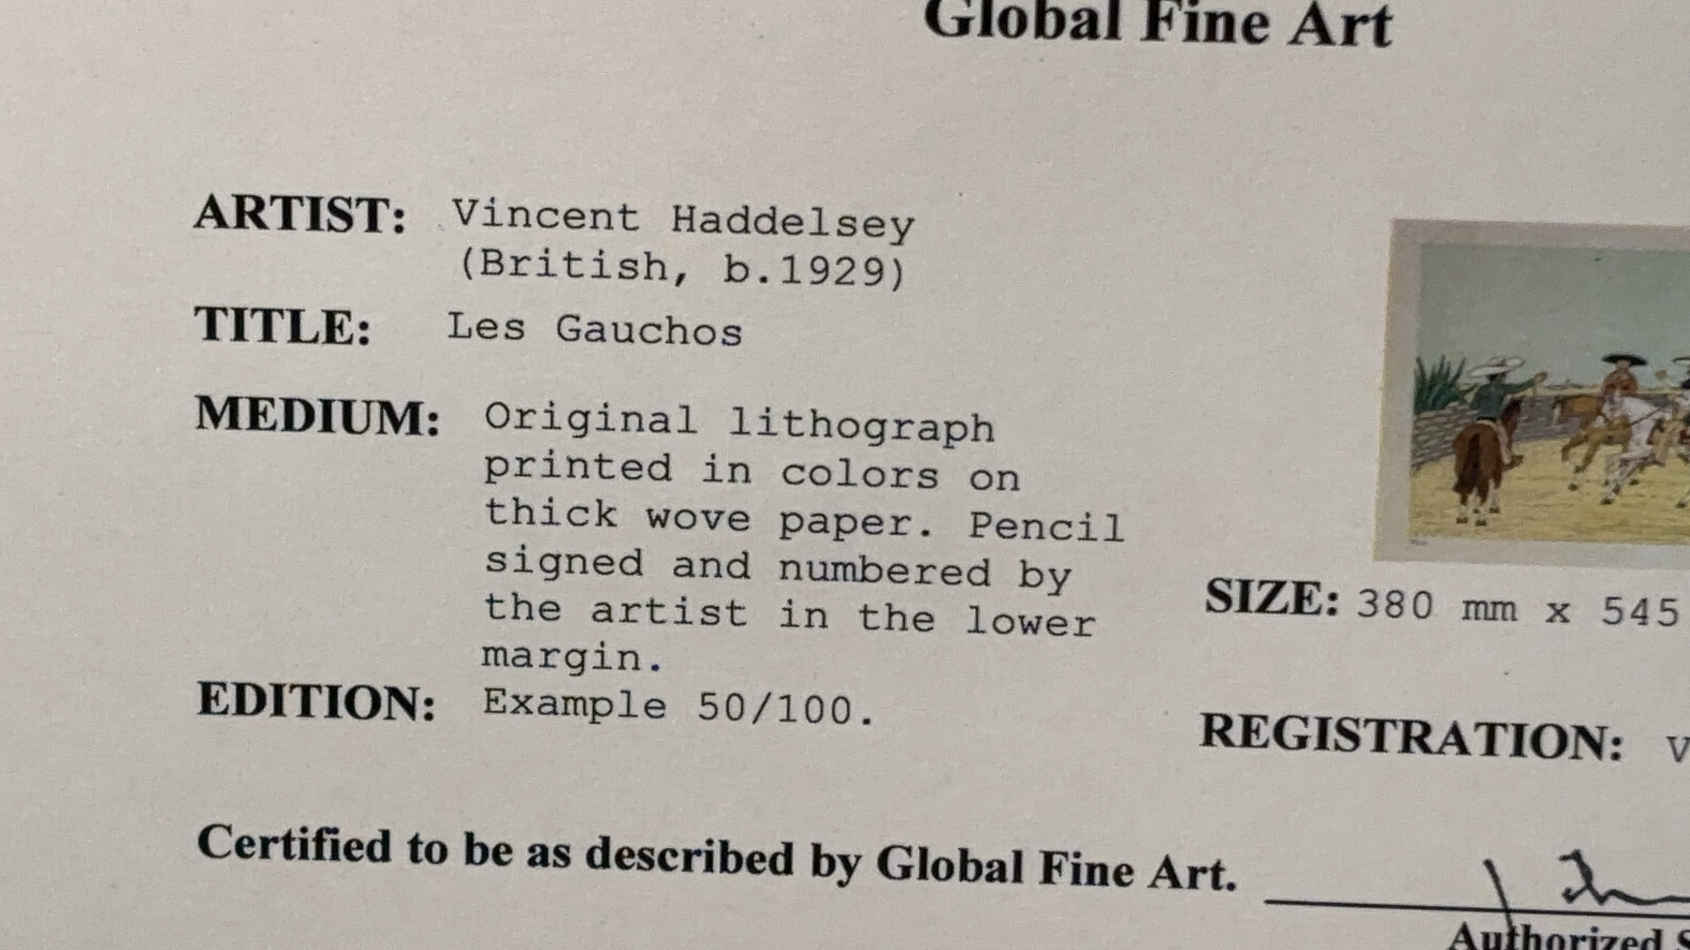 Global Fine Art
ARTIST: Vincent Haddelsey
(British, b.1929)
TITLE: Les Gauchos
MEDIUM: Original lithograph
printed in colors on
thick wove paper. Pencil
signed and numbered by
the artist in the lower
margin.
SIZE: 380 mm x 545
EDITION: Example 50/100.
REGISTRATION: V
Certified to be as described by Global Fine Art.
Authorized S